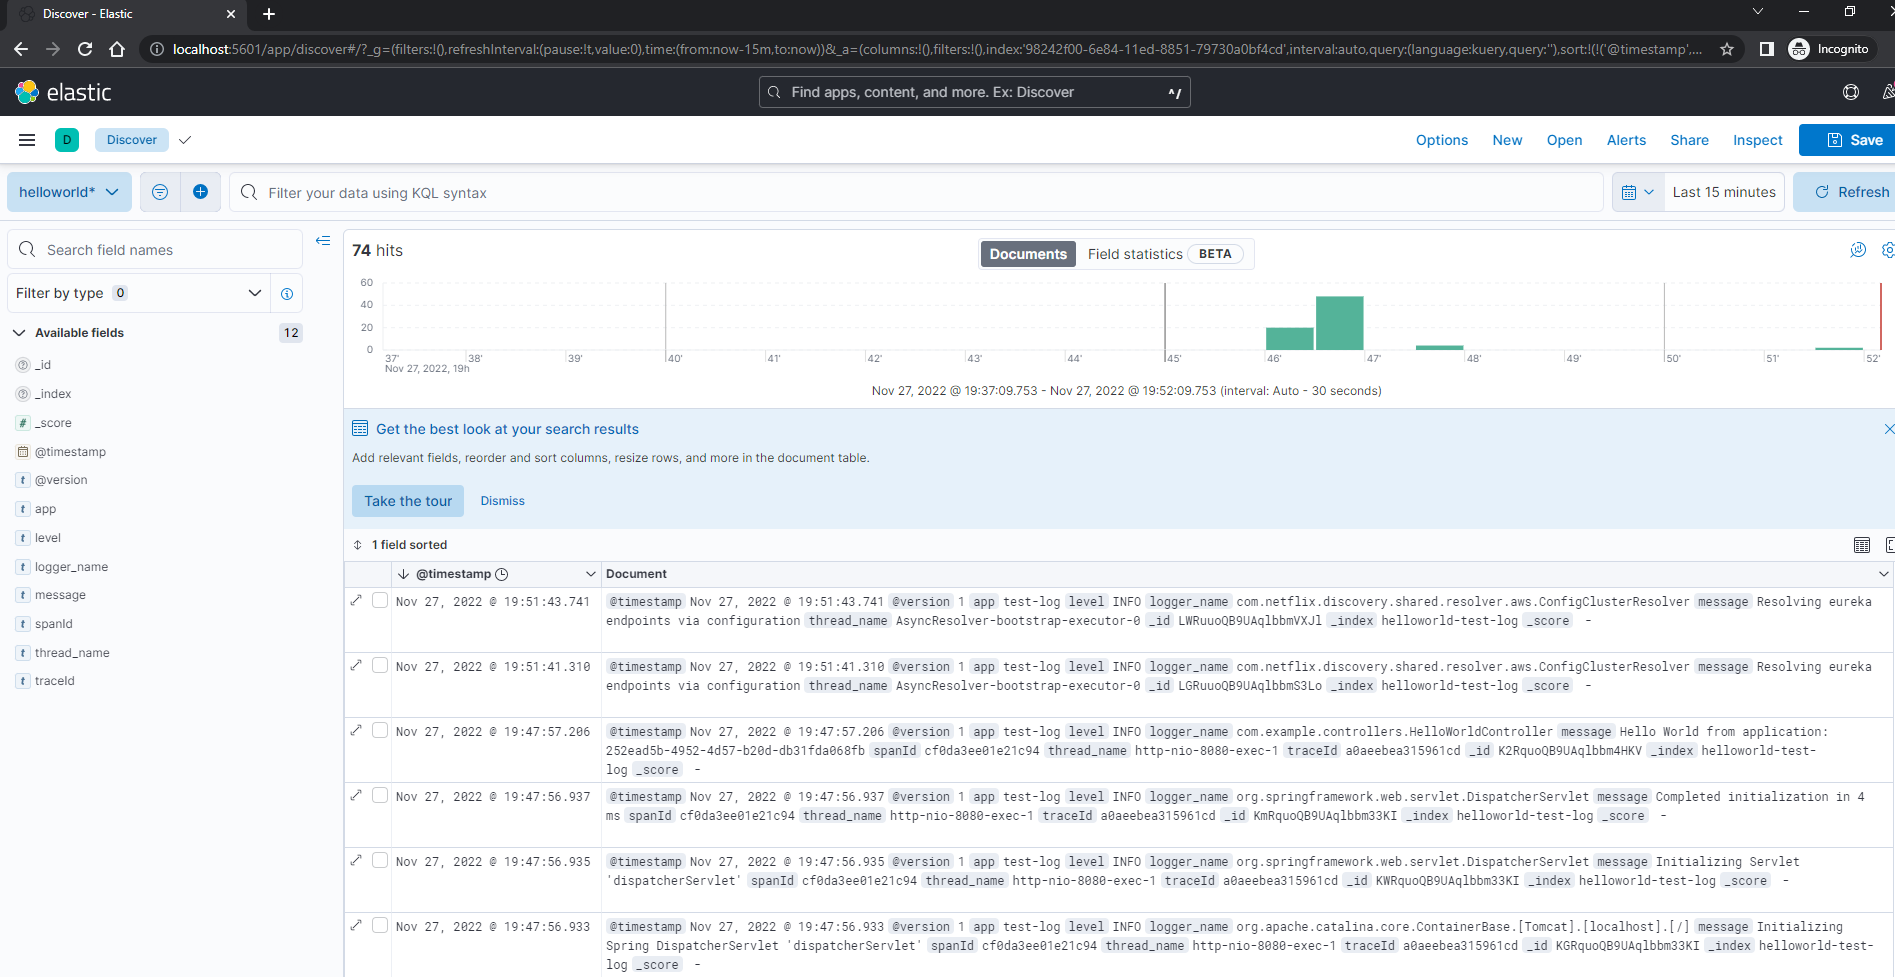 Discover - Elastic
localhost:5601/app/discover#/?_g=(filters:!(),refreshInterval:(pause:!t,value:0),time:(from:now-15m,to:now))&_a=(columns:!(),filters:!(),index:'98242f00-6e84-11ed-8851-79730a0bf4cd',interval:auto,query:(language:kuery,query:''),sort:!(!('@timestamp',...
Incognito
elastic
Find apps, content, and more. Ex: Discover ^/
D Discover Options New Open Alerts Share Inspect Save
helloworld* Filter your data using KQL syntax Last 15 minutes Refresh
Search field names
Filter by type 0
Available fields 12
_id
_index
_score
@timestamp
@version
app
level
logger_name
message
spanId
thread_name
traceId
74 hits Documents Field statistics BETA
60
40
20
0
37' 38' 39' 40' 41' 42' 43' 44' 45' 46' 47' 48' 49' 50' 51' 52'
Nov 27, 2022, 19h
Nov 27, 2022 @ 19:37:09.753 - Nov 27, 2022 @ 19:52:09.753 (interval: Auto - 30 seconds)
Get the best look at your search results
Add relevant fields, reorder and sort columns, resize rows, and more in the document table.
Take the tour Dismiss
1 field sorted
@timestamp Document
Nov 27, 2022 @ 19:51:43.741 @timestamp Nov 27, 2022 @ 19:51:43.741 @version 1 app test-log level INFO logger_name com.netflix.discovery.shared.resolver.aws.ConfigClusterResolver message Resolving eureka
endpoints via configuration thread_name AsyncResolver-bootstrap-executor-0 _id LWRuuoQB9UAqlbbmVXJl _index helloworld-test-log _score -
Nov 27, 2022 @ 19:51:41.310 @timestamp Nov 27, 2022 @ 19:51:41.310 @version 1 app test-log level INFO logger_name com.netflix.discovery.shared.resolver.aws.ConfigClusterResolver message Resolving eureka
endpoints via configuration thread_name AsyncResolver-bootstrap-executor-0 _id LGRuuoQB9UAqlbbmS3Lo _index helloworld-test-log _score -
Nov 27, 2022 @ 19:47:57.206 @timestamp Nov 27, 2022 @ 19:47:57.206 @version 1 app test-log level INFO logger_name com.example.controllers.HelloWorldController message Hello World from application:
252ead5b-4952-4d57-b20d-db31fda068fb spanId cf0da3ee01e21c94 thread_name http-nio-8080-exec-1 traceId a0aeebea315961cd _id K2RquoQB9UAqlbbm4HKV _index helloworld-test-
log _score -
Nov 27, 2022 @ 19:47:56.937 @timestamp Nov 27, 2022 @ 19:47:56.937 @version 1 app test-log level INFO logger_name org.springframework.web.servlet.DispatcherServlet message Completed initialization in 4
ms spanId cf0da3ee01e21c94 thread_name http-nio-8080-exec-1 traceId a0aeebea315961cd _id KmRquoQB9UAqlbbm33KI _index helloworld-test-log _score -
Nov 27, 2022 @ 19:47:56.935 @timestamp Nov 27, 2022 @ 19:47:56.935 @version 1 app test-log level INFO logger_name org.springframework.web.servlet.DispatcherServlet message Initializing Servlet
'dispatcherServlet' spanId cf0da3ee01e21c94 thread_name http-nio-8080-exec-1 traceId a0aeebea315961cd _id KWRquoQB9UAqlbbm33KI _index helloworld-test-log _score -
Nov 27, 2022 @ 19:47:56.933 @timestamp Nov 27, 2022 @ 19:47:56.933 @version 1 app test-log level INFO logger_name org.apache.catalina.core.ContainerBase.[Tomcat].[localhost].[/] message Initializing
Spring DispatcherServlet 'dispatcherServlet' spanId cf0da3ee01e21c94 thread_name http-nio-8080-exec-1 traceId a0aeebea315961cd _id KGRquoQB9UAqlbbm33KI _index helloworld-test-
log _score -